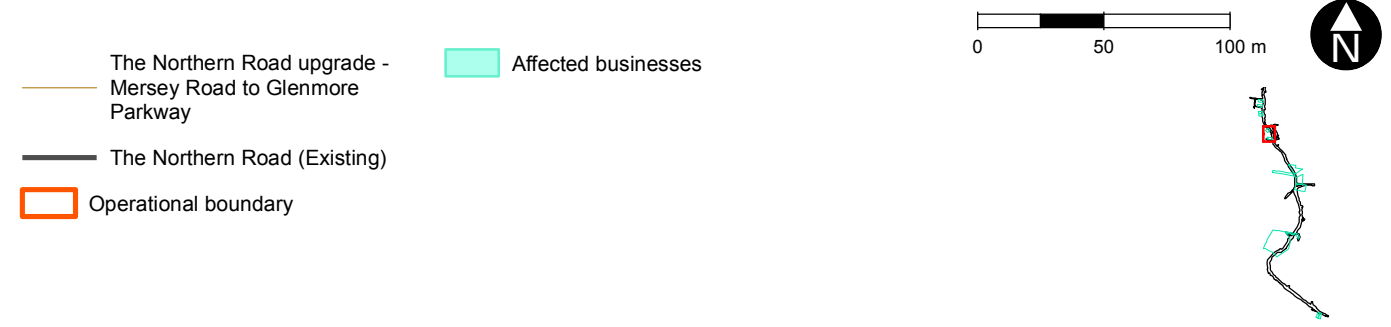 The Northern Road upgrade -
Mersey Road to Glenmore
Parkway
The Northern Road (Existing)
Operational boundary
Affected businesses
0 50 100 m
N